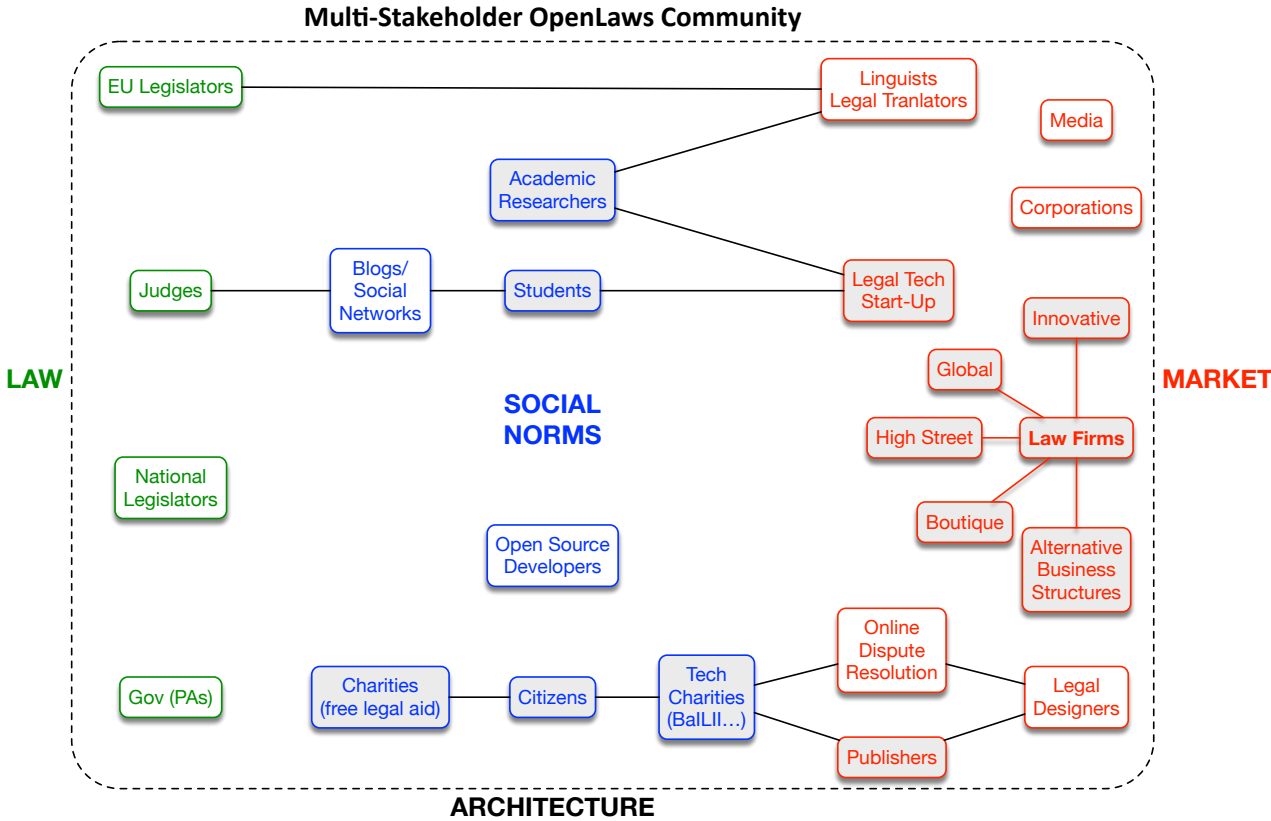 Multi-Stakeholder OpenLaws Community
EU Legislators
Linguists
Legal Tranlators
Media
Academic
Researchers
Corporations
Judges
Blogs/
Social
Networks
Students
Legal Tech
Start-Up
Innovative
Global
LAW
MARKET
SOCIAL
NORMS
High Street
Law Firms
National
Legislators
Boutique
Open Source
Developers
Alternative
Business
Structures
Online
Dispute
Resolution
Gov (PAs)
Charities
(free legal aid)
Citizens
Tech
Charities
(BaILII…)
Legal
Designers
Publishers
ARCHITECTURE